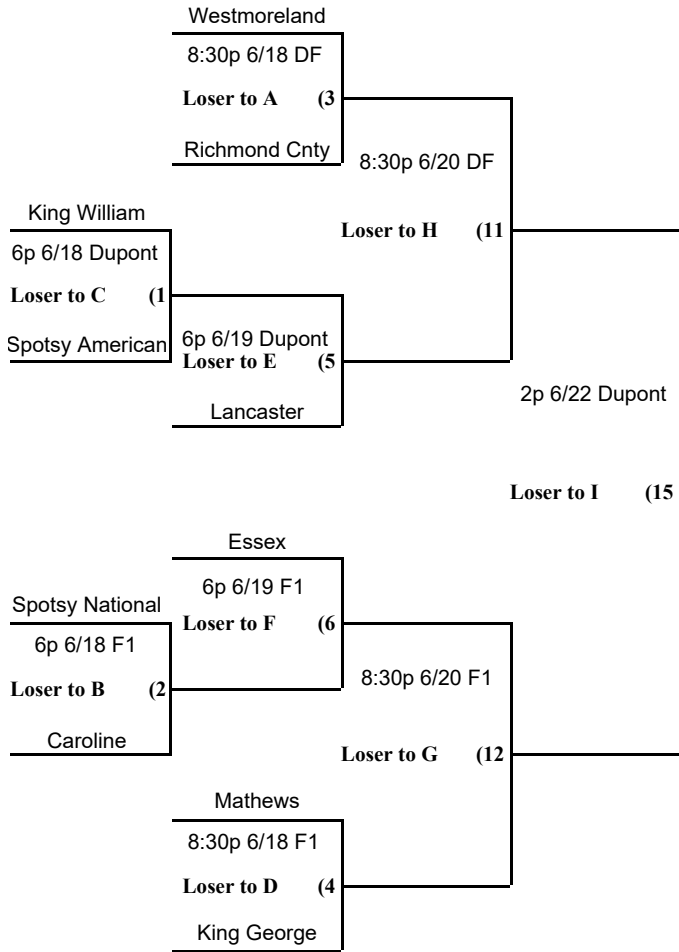 Westmoreland
8:30p 6/18 DF
Loser to A (3
Richmond Cnty
8:30p 6/20 DF
King William
Loser to H (11
6p 6/18 Dupont
Loser to C (1
6p 6/19 Dupont
Spotsy American
Loser to E (5
2p 6/22 Dupont
Lancaster
Loser to I (15
Essex
6p 6/19 F1
Spotsy National
Loser to F (6
6p 6/18 F1
8:30p 6/20 F1
Loser to B (2
Caroline
Loser to G (12
Mathews
8:30p 6/18 F1
Loser to D (4
King George